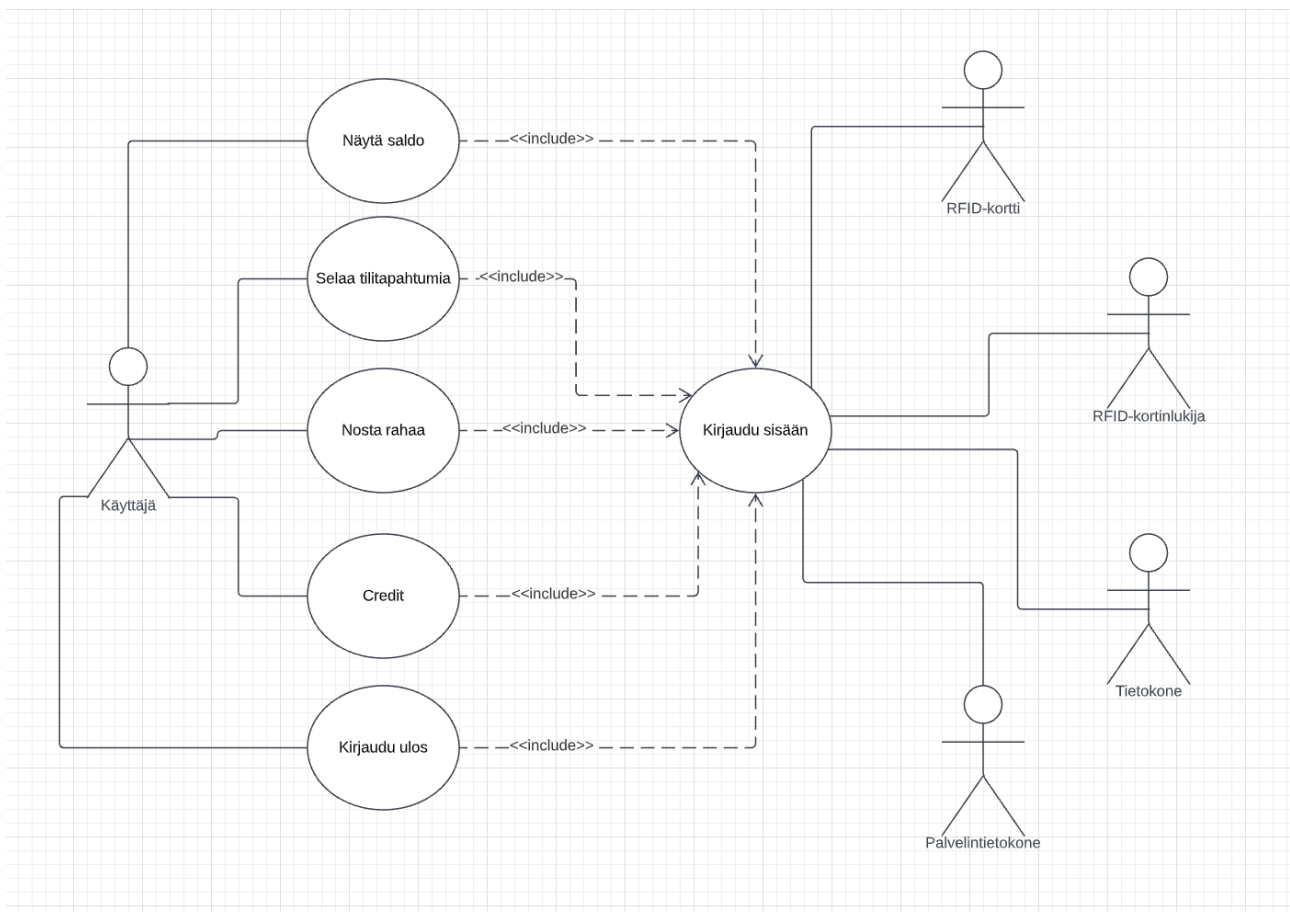 Näytä saldo
<<include>>
RFID-kortti
Selaa tilitapahtumia
<<include>>
RFID-kortinlukija
Käyttäjä
Nosta rahaa
<<include>>
Kirjaudu sisään
Credit
<<include>>
Tietokone
Kirjaudu ulos
<<include>>
Palvelintietokone